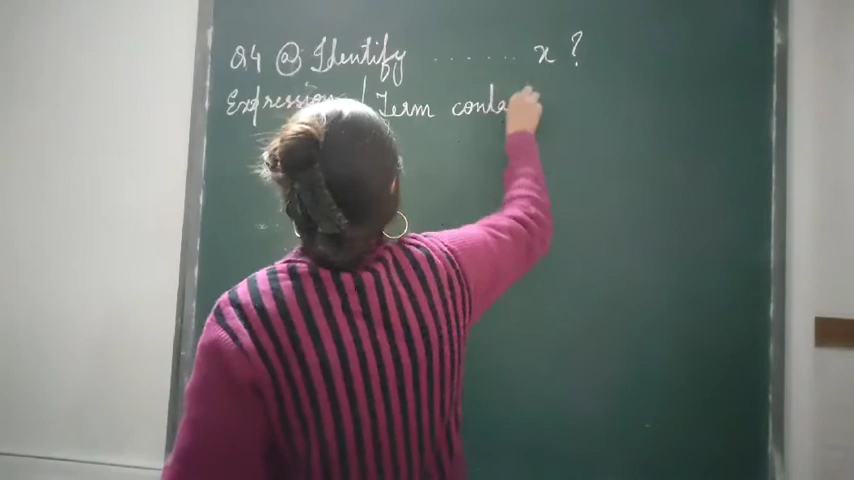 Q4 (a) Identify ........ x ?
Expression / Term conta